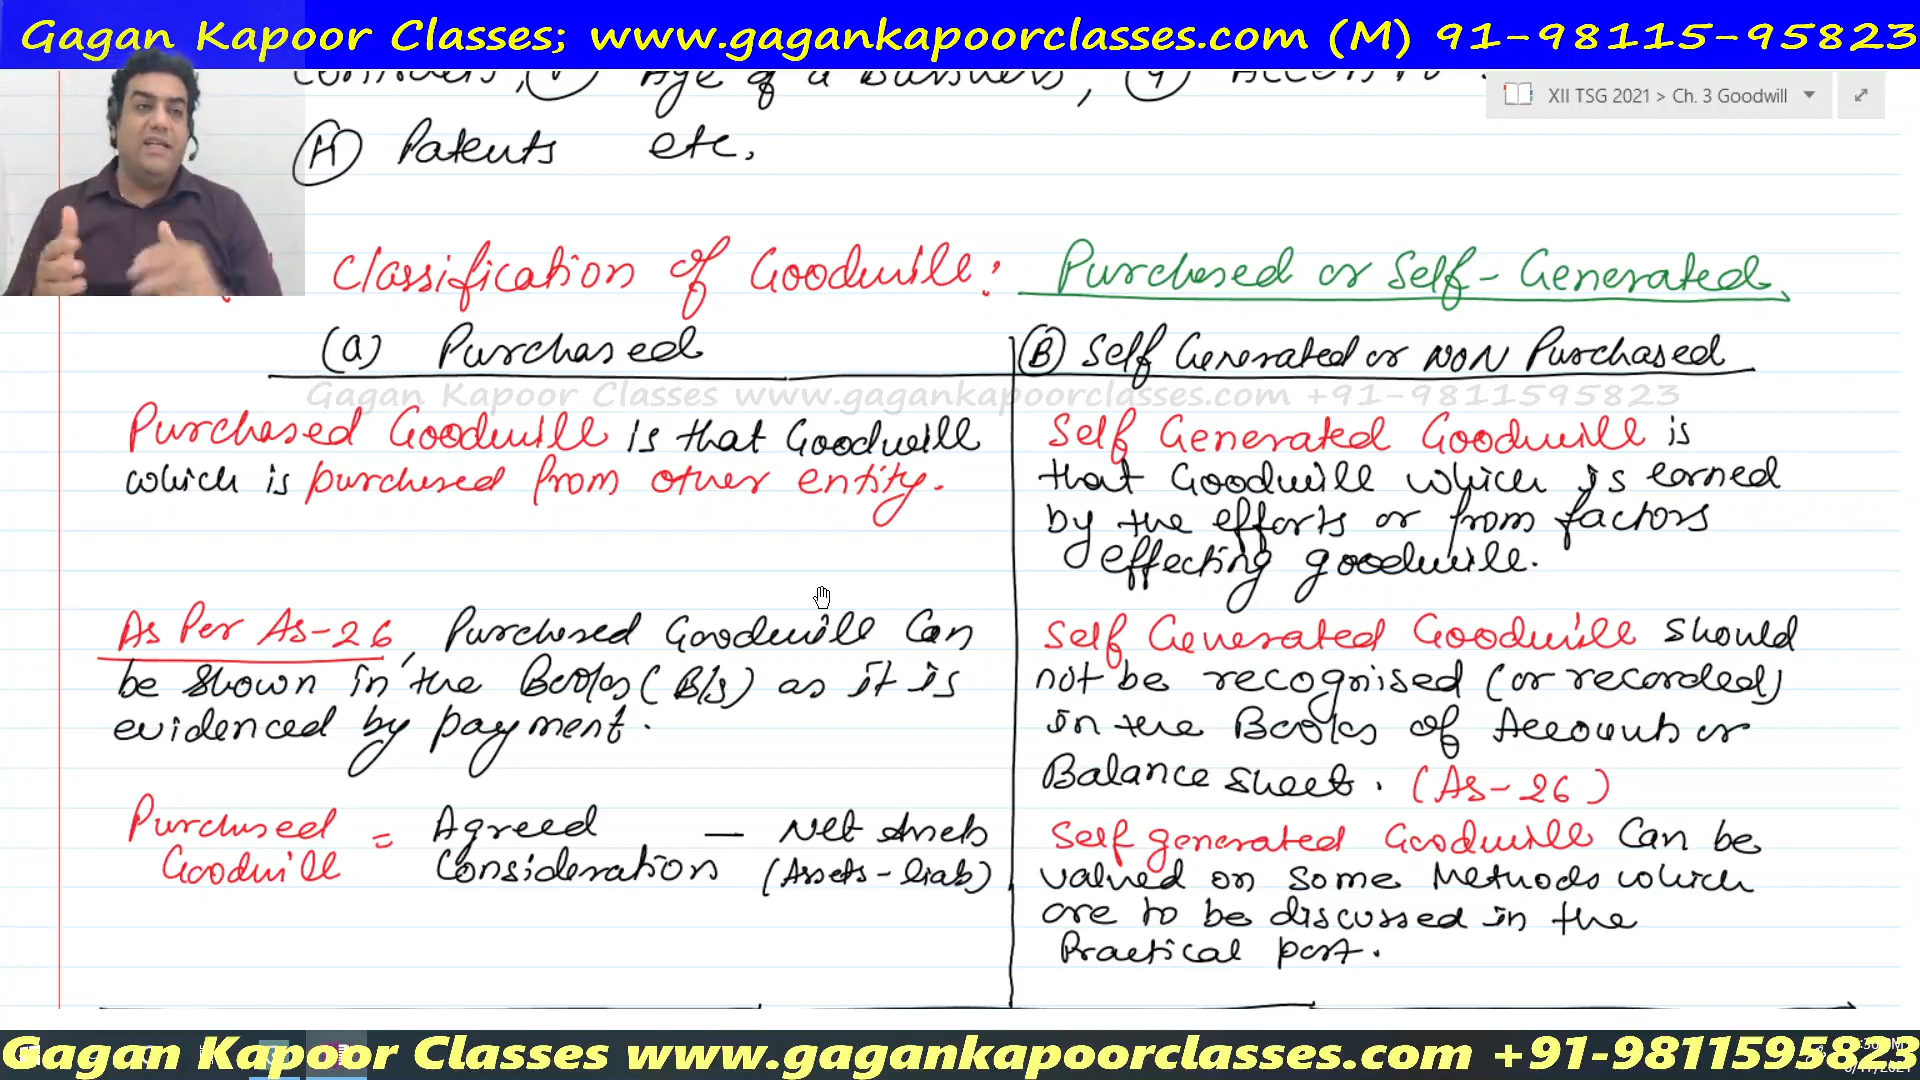 Gagan Kapoor Classes; www.gagankapoorclasses.com (M) 91-98115-95823
Age of a Business,
XII TSG 2021 > Ch. 3 Goodwill
(H) Patents etc.
Classification of Goodwill: Purchased or Self-Generated.
(a) Purchased
Gagan Kapoor Classes www.gagankapoorclasses.com +91-9811595823
Purchased Goodwill is that Goodwill
which is purchased from other entity.
As Per AS-26, Purchased Goodwill Can
be shown in the Books (B/S) as it is
evidenced by payment.
Purchased Goodwill = Agreed Consideration — Net Assets
(Assets-liab)
(B) Self Generated or NON Purchased
Self Generated Goodwill is
that Goodwill which is earned
by the efforts or from factors
effecting goodwill.
Self Generated Goodwill should
not be recognised (or recorded)
in the Books of Accounts or
Balance sheet. (AS-26)
Self generated Goodwill Can be
valued on some Methods which
are to be discussed in the
Practical part.
Gagan Kapoor Classes www.gagankapoorclasses.com +91-9811595823